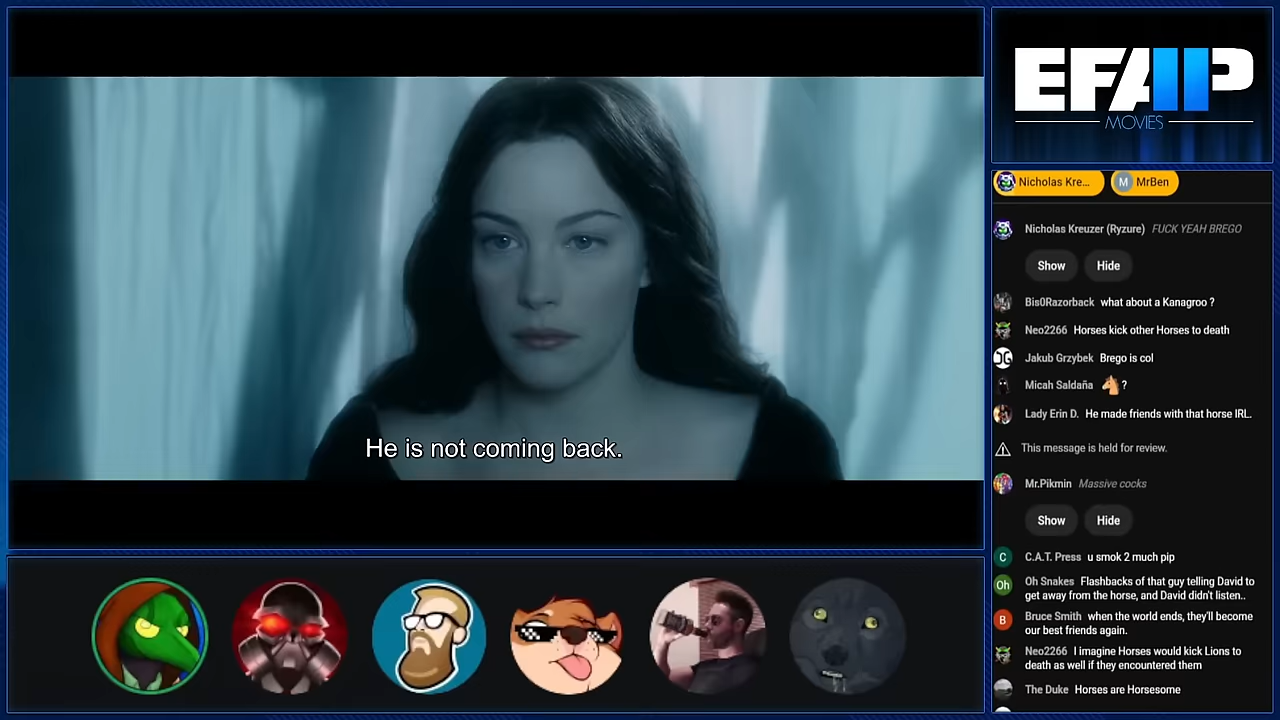 He is not coming back.
EFAP
MOVIES
Nicholas Kre...
M MrBen
Nicholas Kreuzer (Ryzure) FUCK YEAH BREGO
Show Hide
Bis0Razorback what about a Kanagroo ?
Neo2266 Horses kick other Horses to death
Jakub Grzybek Brego is col
Micah Saldaña ?
Lady Erin D. He made friends with that horse IRL.
This message is held for review.
Mr.Pikmin Massive cocks
Show Hide
C C.A.T. Press u smok 2 much pip
Oh Oh Snakes Flashbacks of that guy telling David to
get away from the horse, and David didn't listen..
B Bruce Smith when the world ends, they'll become
our best friends again.
Neo2266 I imagine Horses would kick Lions to
death as well if they encountered them
The Duke Horses are Horsesome